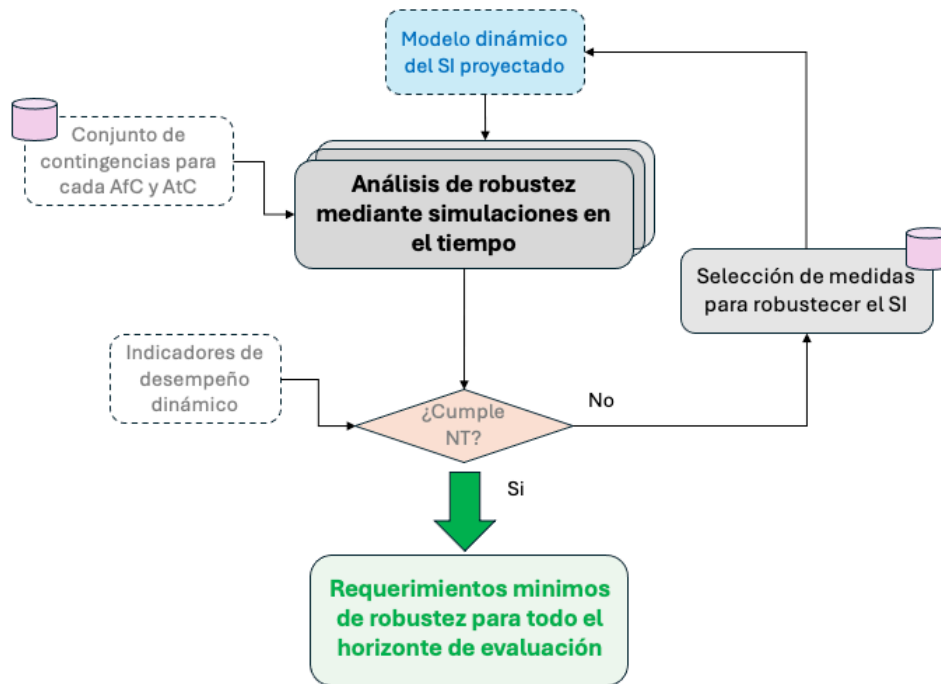 Modelo dinámico
del SI proyectado
Conjunto de
contingencias para
cada AfC y AtC
Análisis de robustez
mediante simulaciones en
el tiempo
Selección de medidas
para robustecer el SI
Indicadores de
desempeño
dinámico
¿Cumple
NT?
No
Si
Requerimientos minimos
de robustez para todo el
horizonte de evaluación